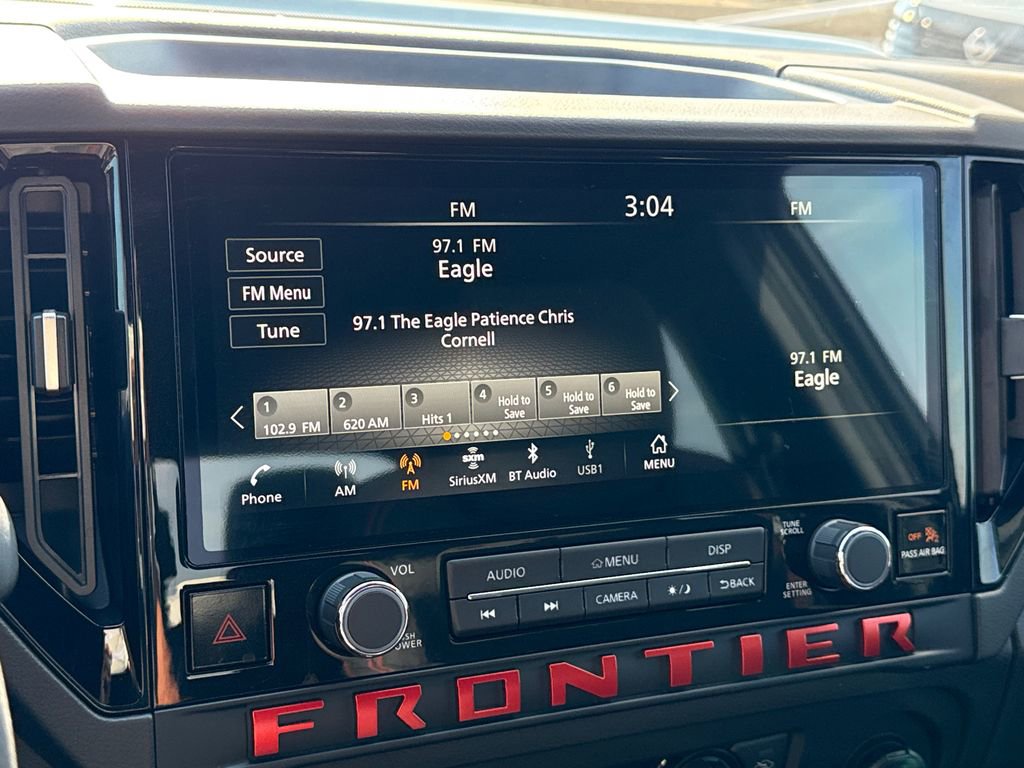 FM 3:04 FM
Source
FM Menu
Tune
97.1 FM
Eagle
97.1 The Eagle Patience Chris
Cornell
97.1 FM
Eagle
1 102.9 FM
2 620 AM
3 Hits 1
4 Hold to
Save
5 Hold to
Save
6 Hold to
Save
Phone
AM
FM
sxm
SiriusXM
BT Audio
USB1
MENU
VOL
AUDIO
MENU
DISP
CAMERA
BACK
TUNE
SCROLL
ENTER
SETTING
OFF
PASS AIR BAG
FRONTIER